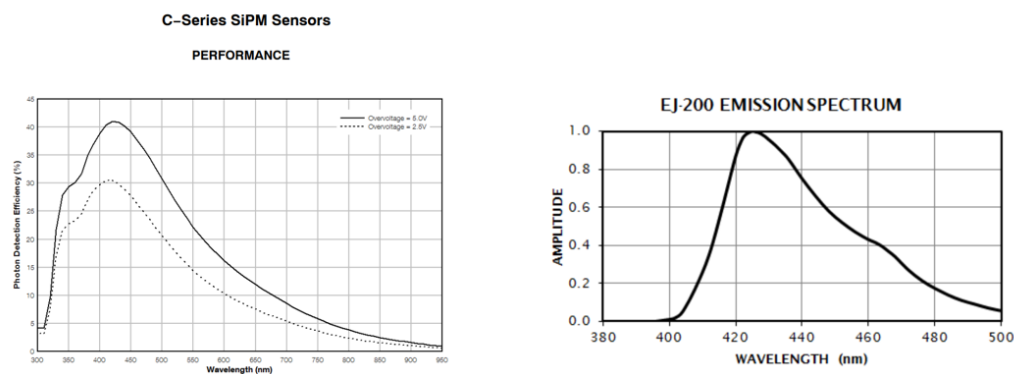 C–Series SiPM Sensors
PERFORMANCE
45
40
35
30
25
20
15
10
5
0
Photon Detection Efficiency (%)
Overvoltage = 5.0V
Overvoltage = 2.5V
300 350 400 450 500 550 600 650 700 750 800 850 900 950
Wavelength (nm)
EJ-200 EMISSION SPECTRUM
1.0
0.8
0.6
0.4
0.2
0.0
AMPLITUDE
380 400 420 440 460 480 500
WAVELENGTH (nm)